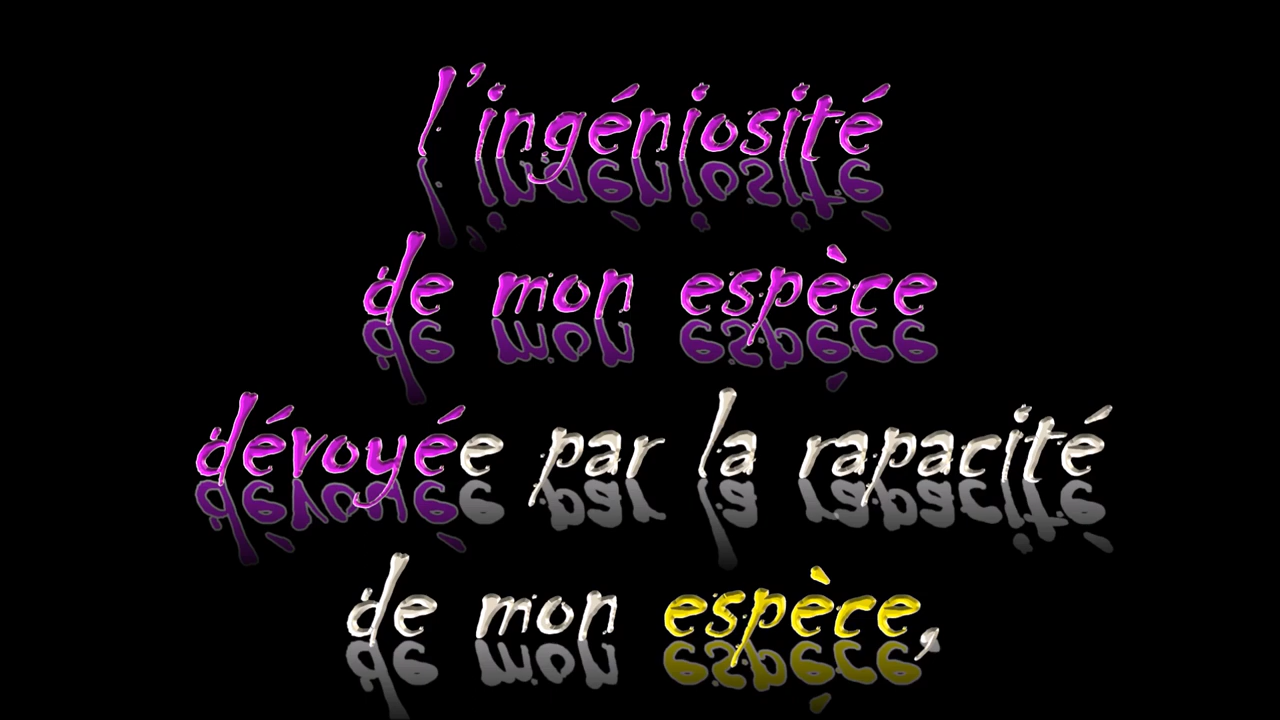 l'ingéniosité
de mon espèce
dévoyée par la rapacité
de mon espèce,